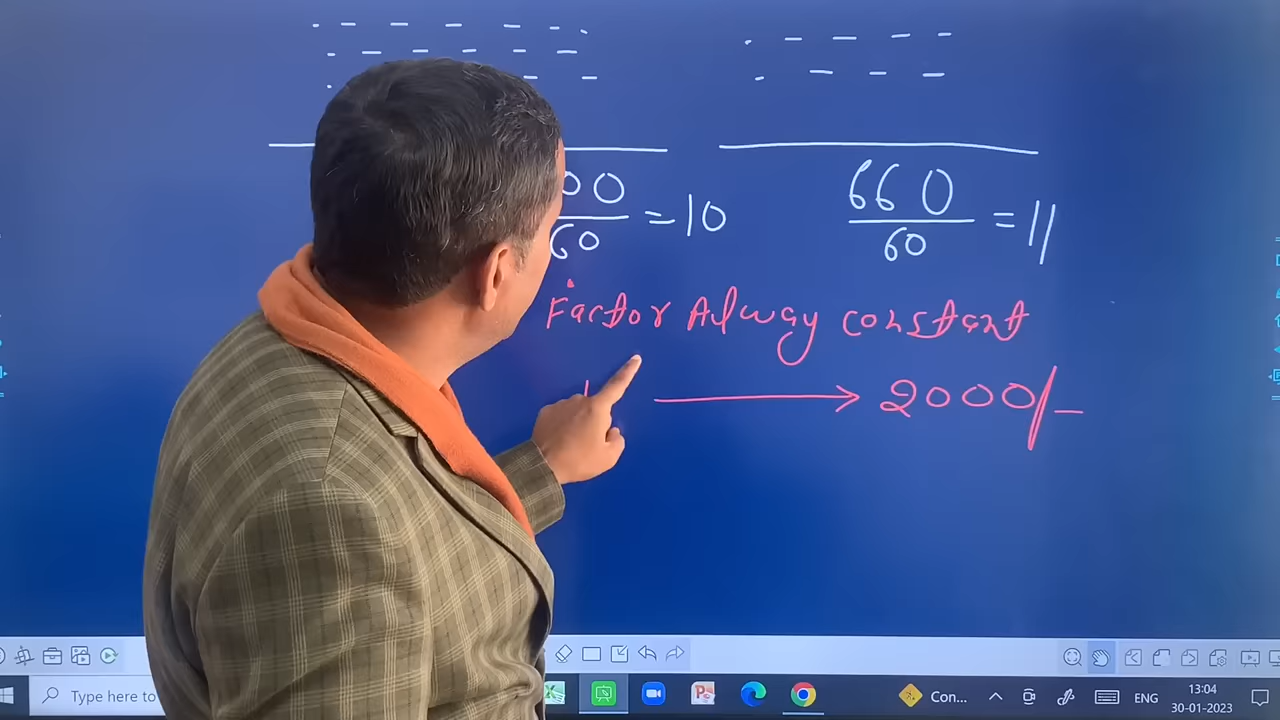 00 660
60 =10 60 =11
Factor Alway constant
→ 2000/-
Type here to
Con... ENG 13:04
30-01-2023